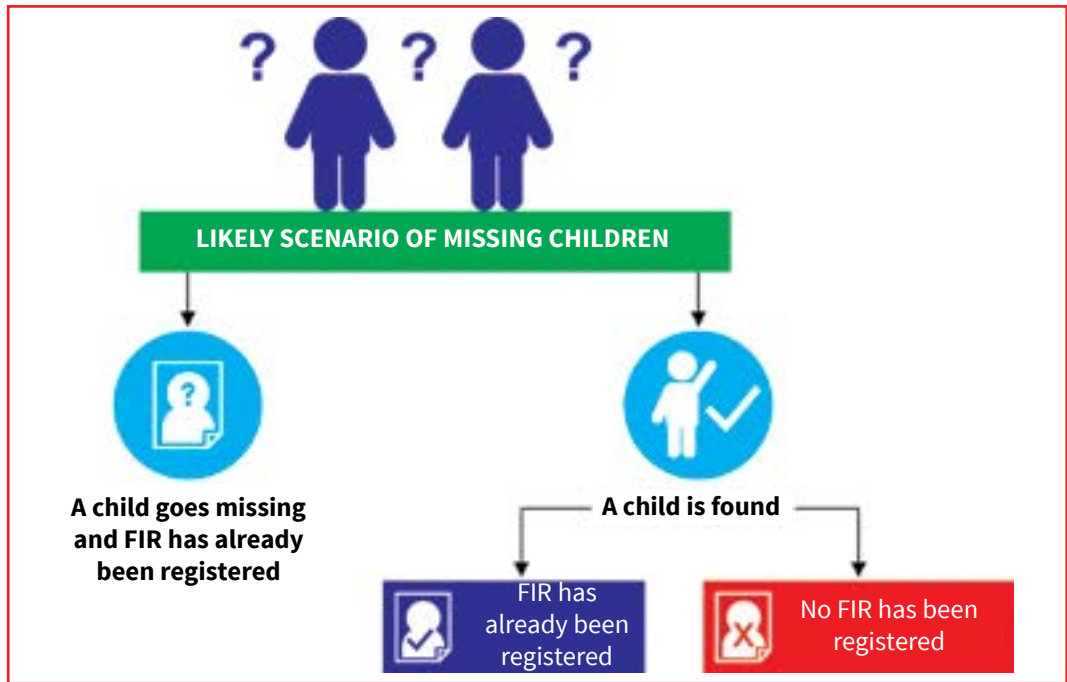 ? ? ?
LIKELY SCENARIO OF MISSING CHILDREN
?
A child goes missing
and FIR has already
been registered
A child is found
FIR has
already been
registered
No FIR has been
registered